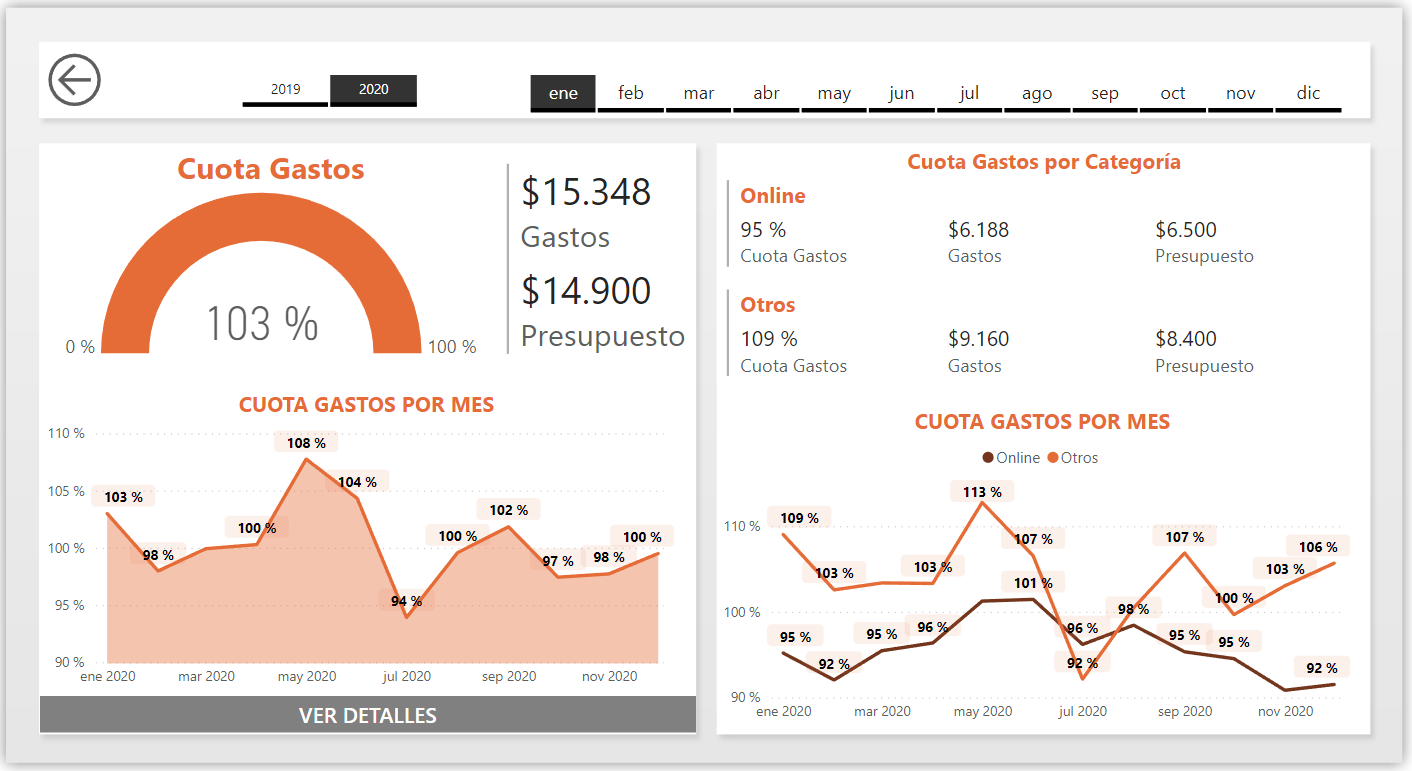 2019 2020 ene feb mar abr may jun jul ago sep oct nov dic
Cuota Gastos
103 %
0 %
100 %
$15.348
Gastos
$14.900
Presupuesto
CUOTA GASTOS POR MES
110 %
105 %
100 %
95 %
90 %
103 %
98 %
100 %
108 %
104 %
94 %
100 %
102 %
97 %
98 %
100 %
ene 2020 mar 2020 may 2020 jul 2020 sep 2020 nov 2020
VER DETALLES
Cuota Gastos por Categoría
Online
95 % $6.188 $6.500
Cuota Gastos Gastos Presupuesto
Otros
109 % $9.160 $8.400
Cuota Gastos Gastos Presupuesto
CUOTA GASTOS POR MES
Online Otros
110 %
100 %
90 %
109 %
103 %
103 %
113 %
107 %
92 %
107 %
100 %
103 %
106 %
95 %
92 %
95 %
96 %
101 %
96 %
98 %
95 %
95 %
92 %
ene 2020 mar 2020 may 2020 jul 2020 sep 2020 nov 2020